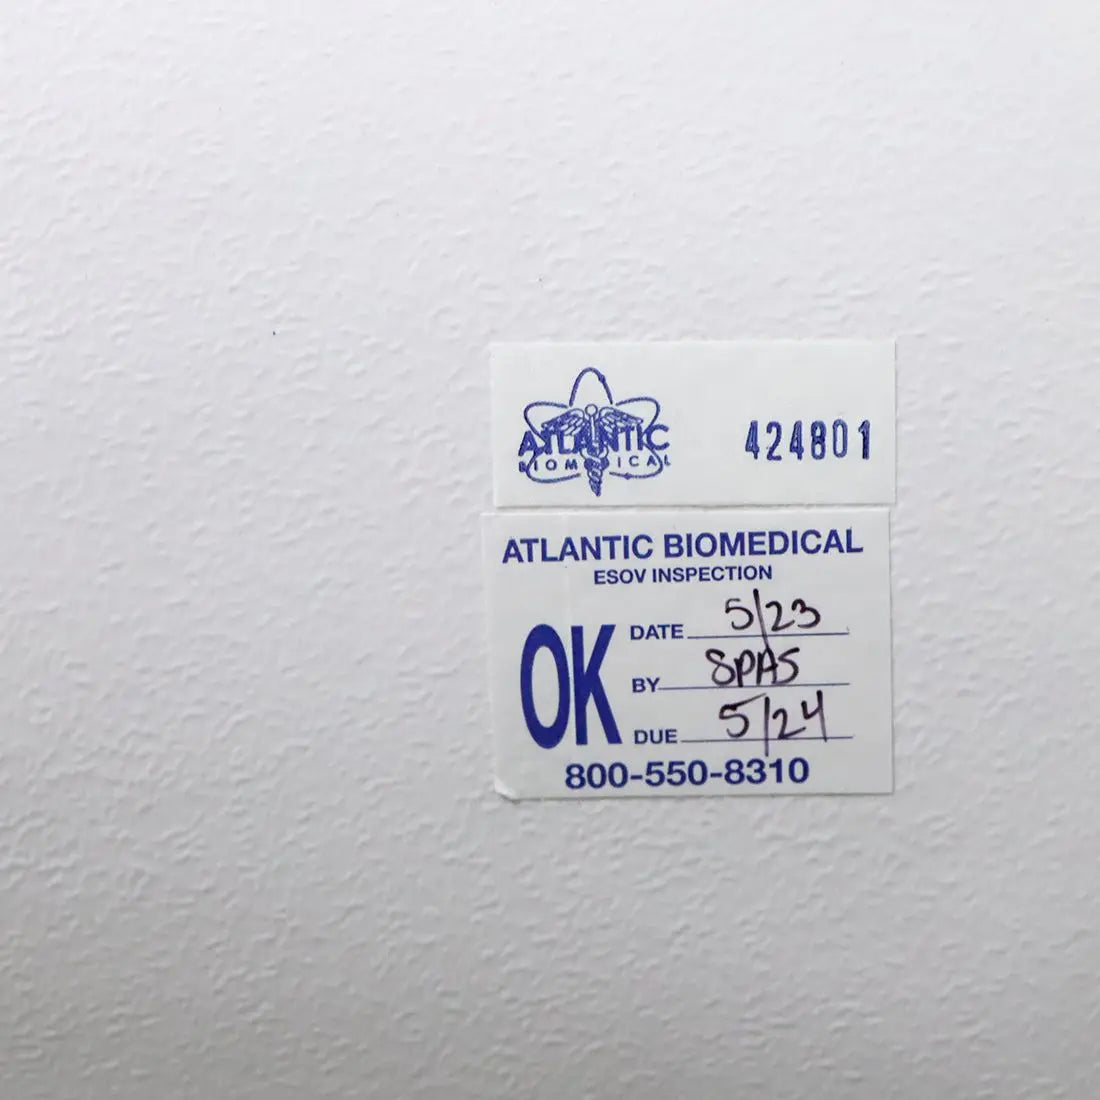 ATLANTIC
BIOMEDICAL
424801
ATLANTIC BIOMEDICAL
ESOV INSPECTION
OK
DATE 5/23
BY SPAS
DUE 5/24
800-550-8310